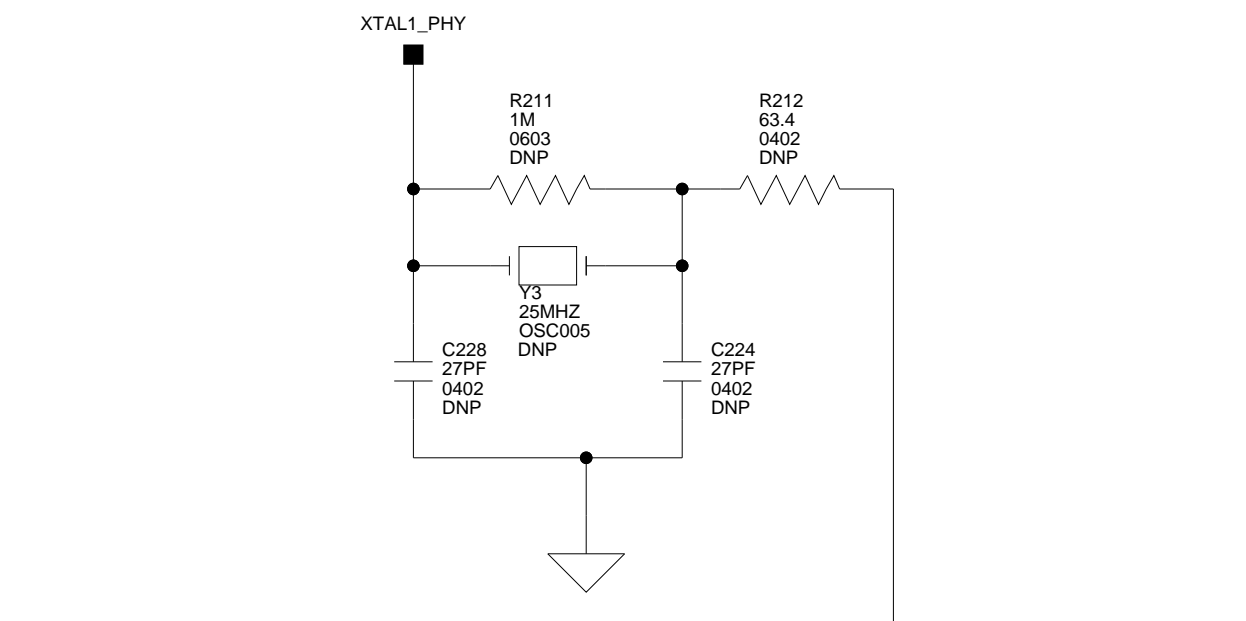 XTAL1_PHY
R211
1M
0603
DNP
R212
63.4
0402
DNP
Y3
25MHZ
OSC005
DNP
C228
27PF
0402
DNP
C224
27PF
0402
DNP